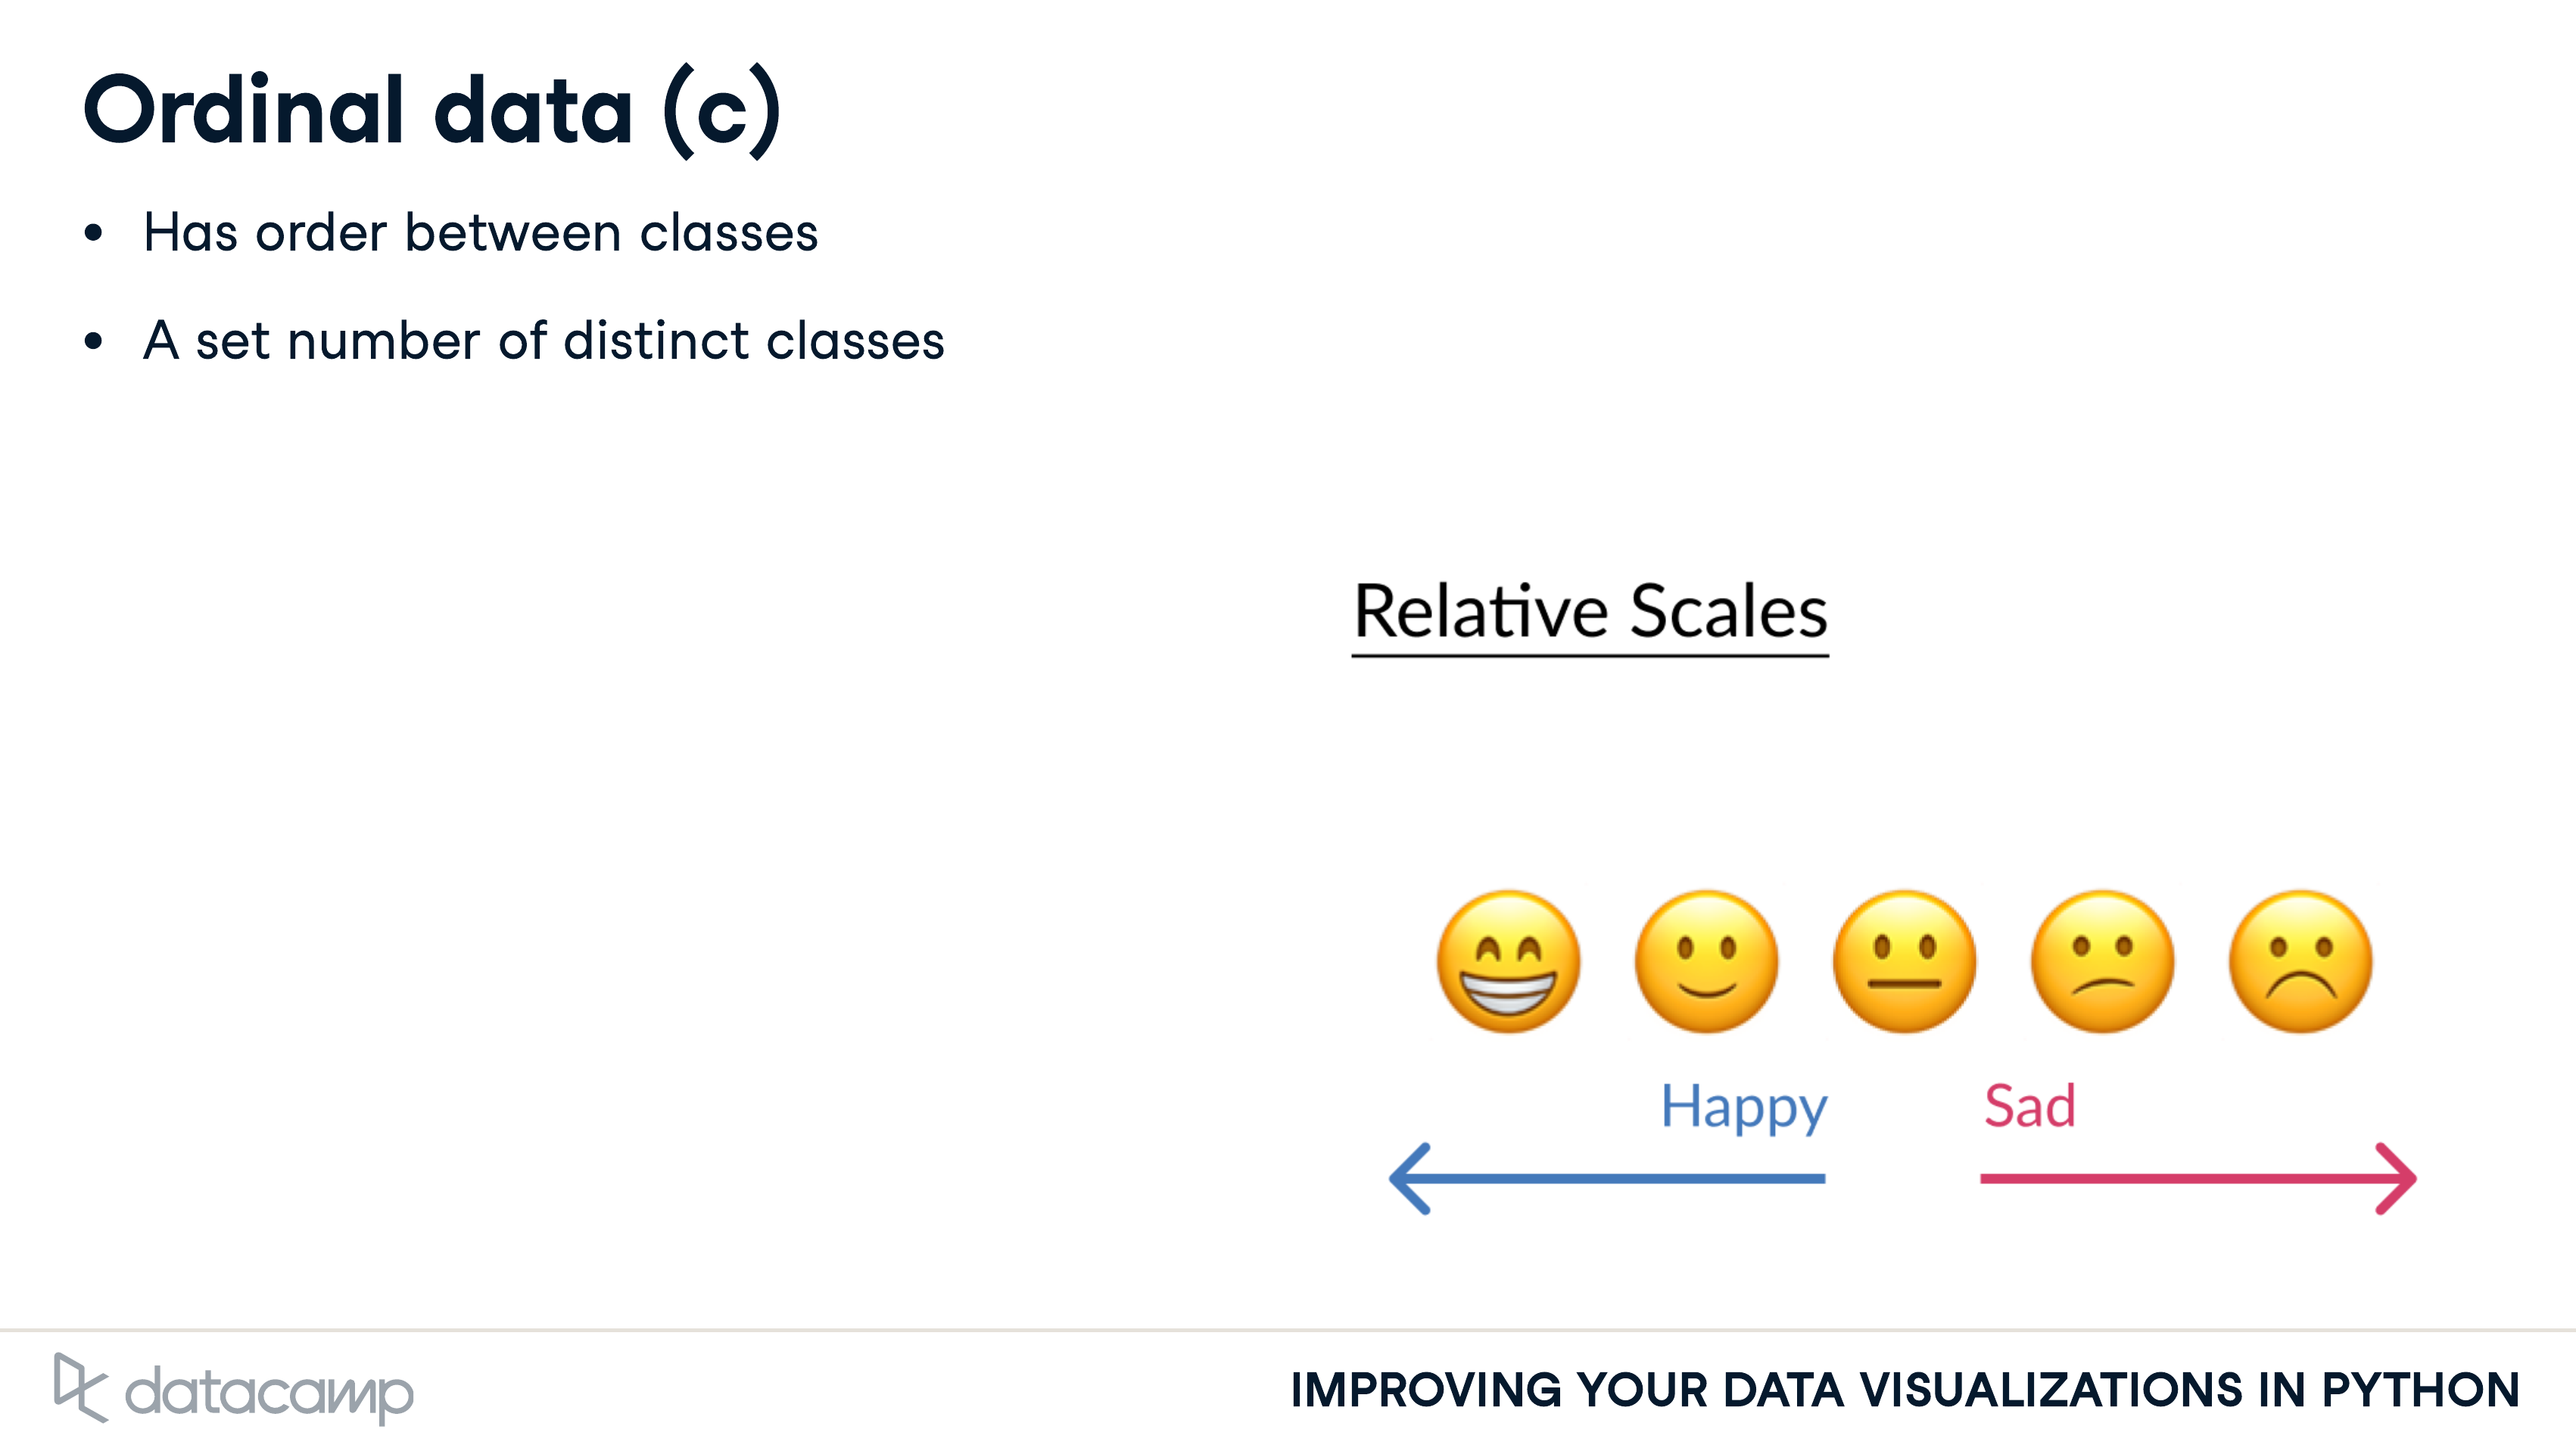 Ordinal data (c)
• Has order between classes
• A set number of distinct classes
Relative Scales
Happy
Sad
datacamp
IMPROVING YOUR DATA VISUALIZATIONS IN PYTHON